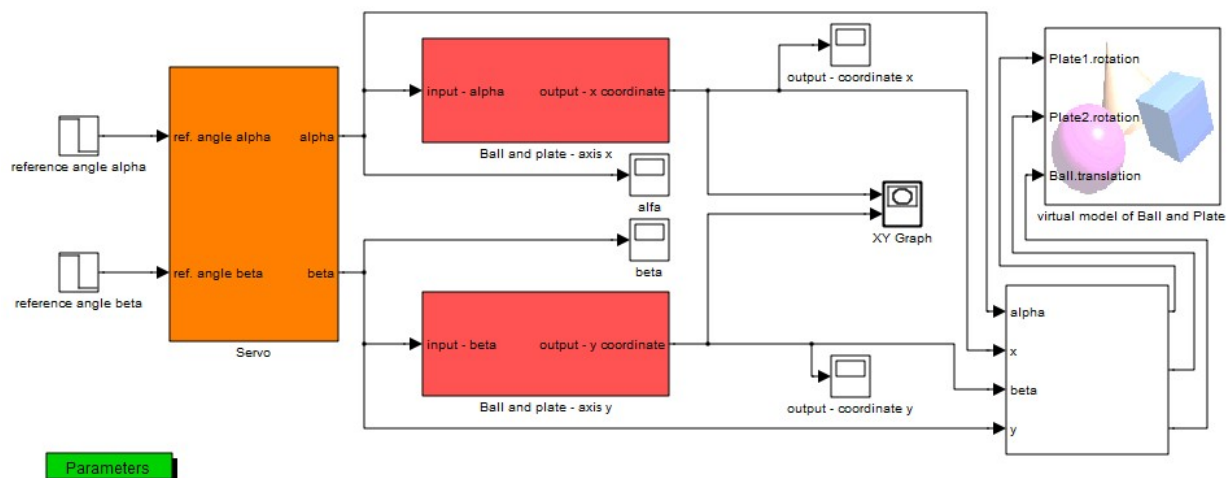 output - coordinate x
Plate1.rotation
Plate2.rotation
Ball.translation
virtual model of Ball and Plate
input - alpha
output - x coordinate
Ball and plate - axis x
reference angle alpha
ref. angle alpha
alpha
alfa
XY Graph
beta
reference angle beta
ref. angle beta
beta
Servo
input - beta
output - y coordinate
Ball and plate - axis y
output - coordinate y
alpha
x
beta
y
Parameters